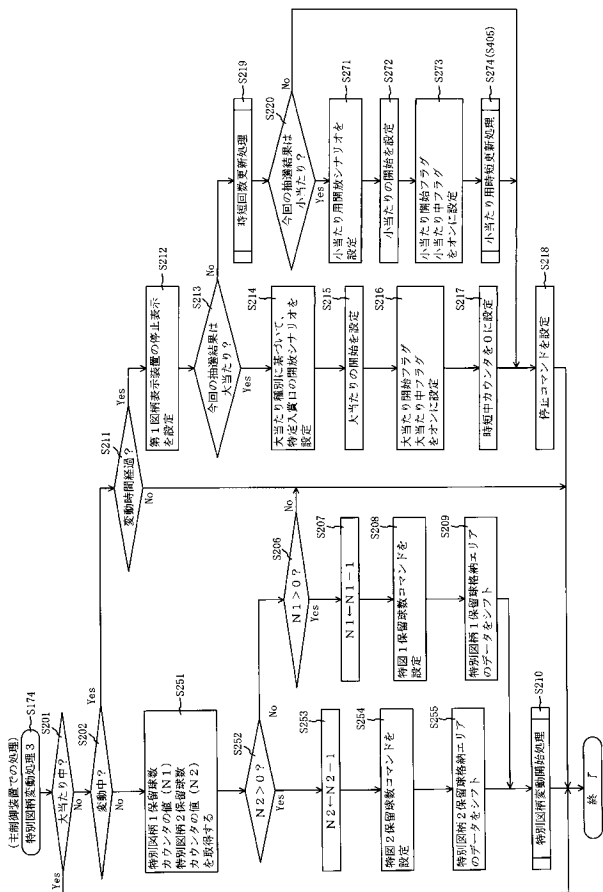 (主制御装置での処理)
特別図柄変動処理3
S174
S201
大当たり中?
Yes
No
S202
変動中?
Yes
No
S251
特別図柄1保留球数
カウンタの値(N1)
特別図柄2保留球数
カウンタの値(N2)
を取得する
S252
N2>0?
No
Yes
S253
N2←N2-1
S254
特図2保留球数コマンドを
設定
S255
特別図柄2保留球格納エリア
のデータをシフト
S206
N1>0?
No
Yes
S207
N1←N1-1
S208
特図1保留球数コマンドを
設定
S209
特別図柄1保留球格納エリア
のデータをシフト
S210
特別図柄変動開始処理
S211
変動時間経過?
Yes
No
S212
第1図柄表示装置の停止表示
を設定
S213
今回の抽選結果は
大当たり?
No
Yes
S214
大当たり種別に基づいて、
特定入賞口の開放シナリオを
設定
S215
大当たりの開始を設定
S216
大当たり開始フラグ
大当たり中フラグ
をオンに設定
S217
時短中カウンタを0に設定
S218
停止コマンドを設定
S219
時短回数更新処理
S220
今回の抽選結果は
小当たり?
No
Yes
S271
小当たり用開放シナリオを
設定
S272
小当たりの開始を設定
S273
小当たり開始フラグ
小当たり中フラグ
をオンに設定
S274(S405)
小当たり用時短更新処理
終了